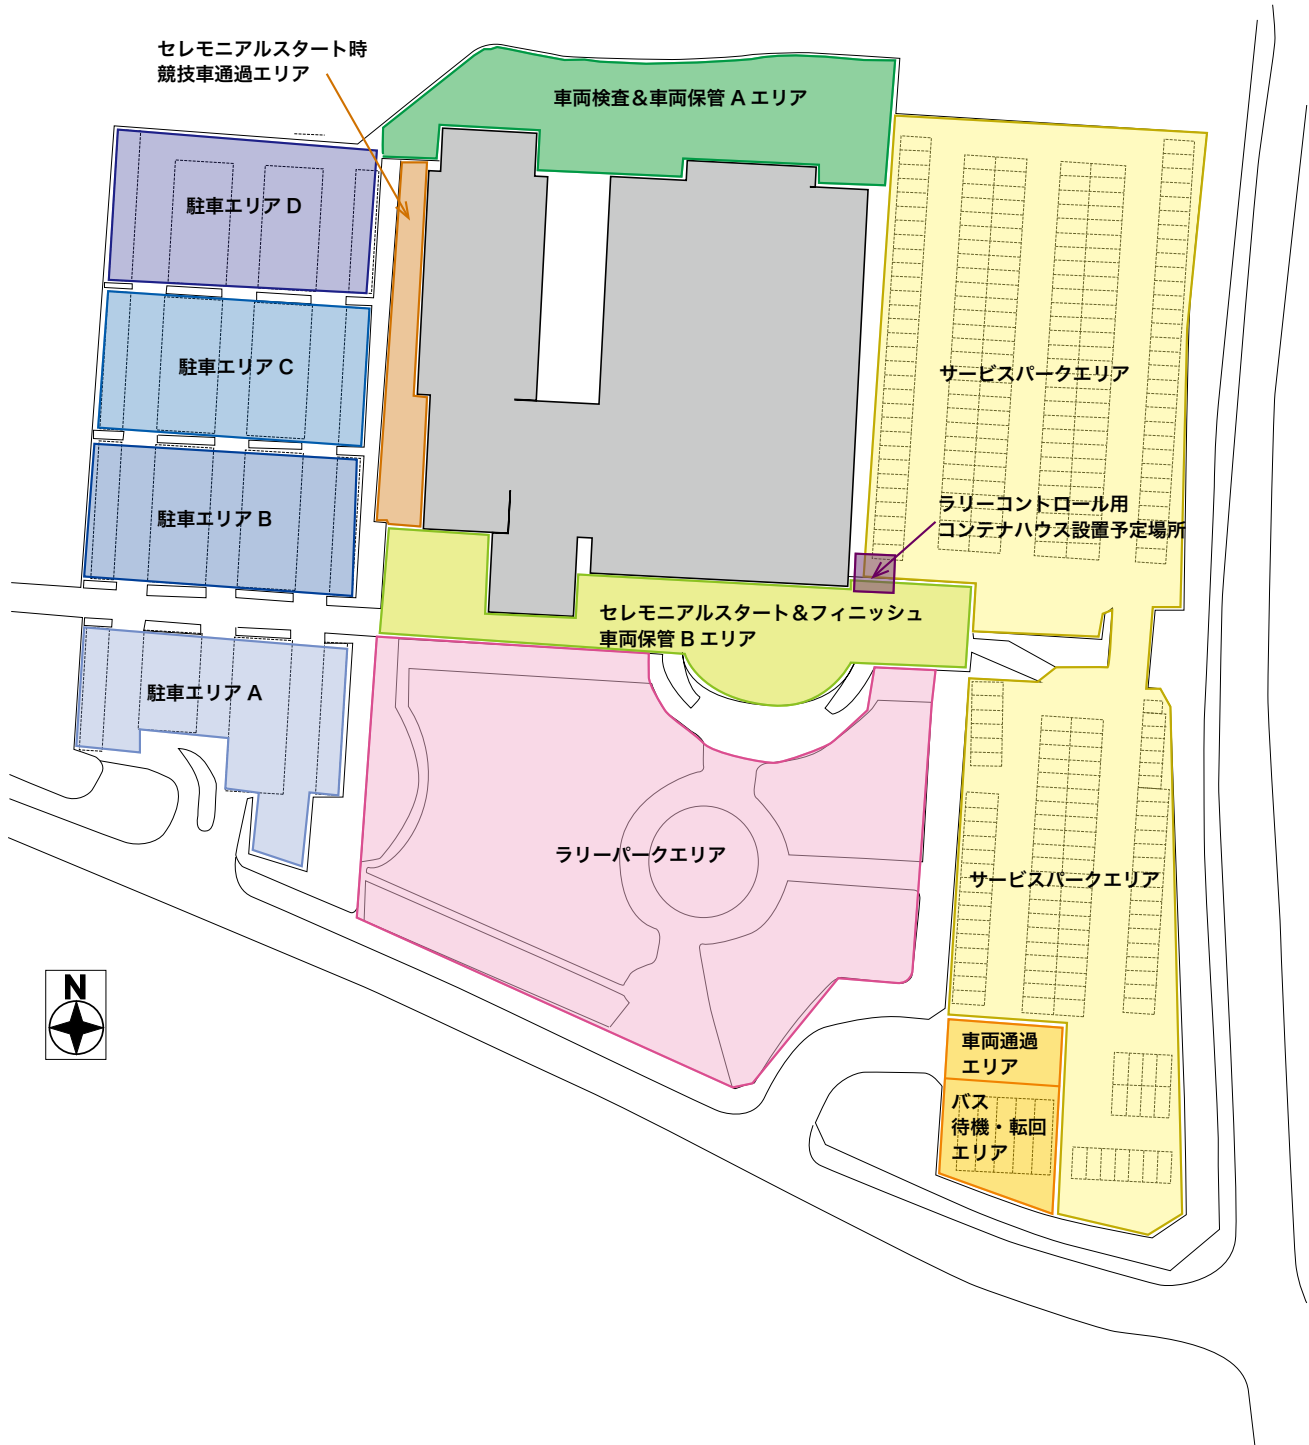 セレモニアルスタート時
競技車通過エリア
車両検査＆車両保管 A エリア
駐車エリア D
駐車エリア C
サービスパークエリア
駐車エリア B
ラリーコントロール用
コンテナハウス設置予定場所
セレモニアルスタート＆フィニッシュ
車両保管 B エリア
駐車エリア A
ラリーパークエリア
サービスパークエリア
N
車両通過
エリア
バス
待機・転回
エリア